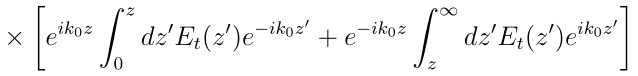 \times \left[ e^{ik_0 z} \int_0^z dz' E_t(z') e^{-ik_0 z'} + e^{-ik_0 z} \int_z^\infty dz' E_t(z') e^{ik_0 z'} \right]